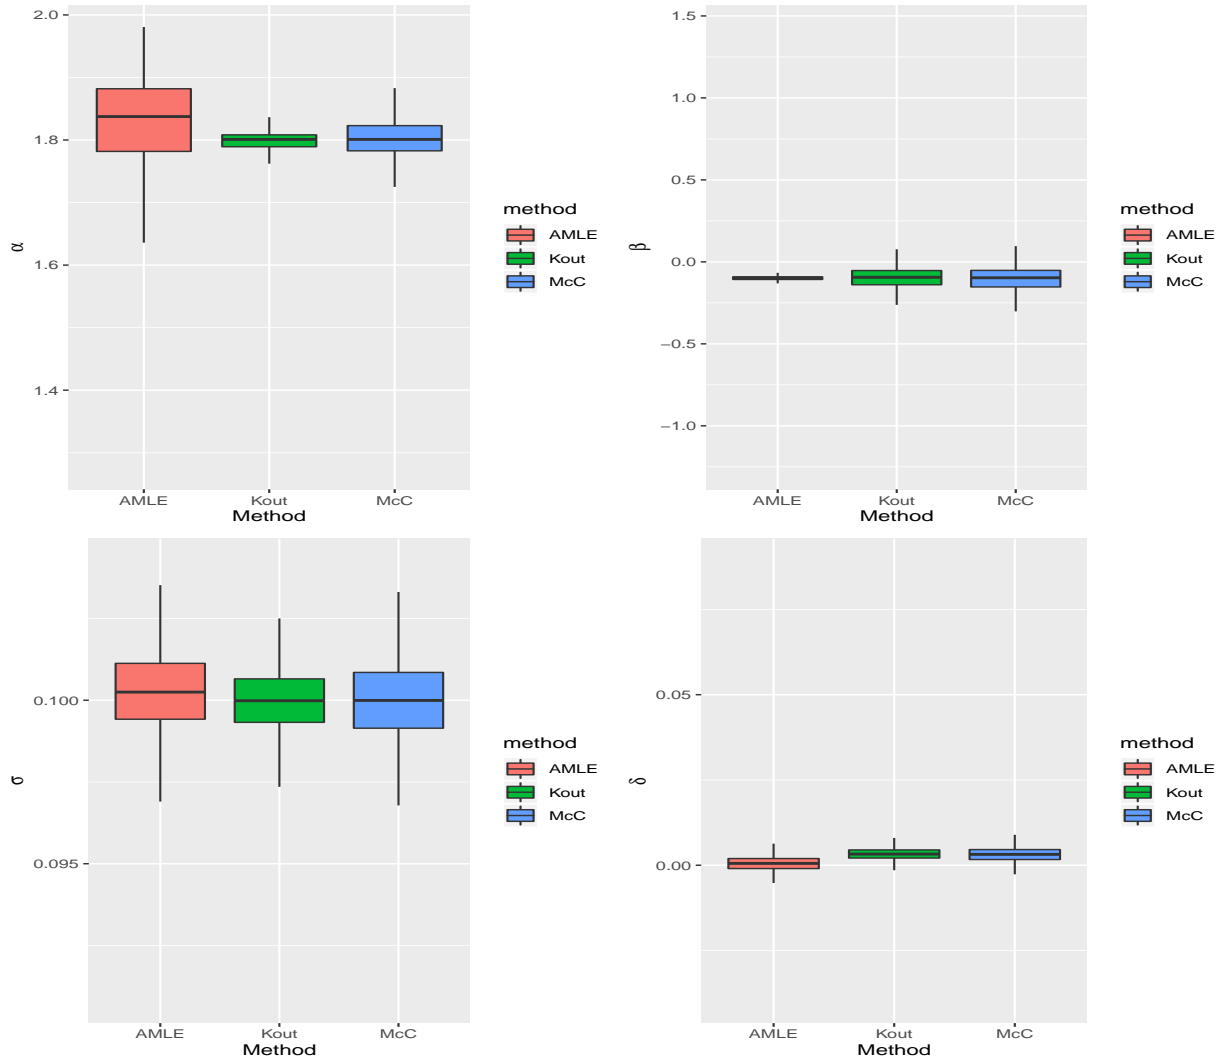 2.0
1.8
1.6
1.4
α
AMLE Kout McC
Method
method
AMLE
Kout
McC
1.5
1.0
0.5
0.0
−0.5
−1.0
β
AMLE Kout McC
Method
method
AMLE
Kout
McC
0.100
0.095
σ
AMLE Kout McC
Method
method
AMLE
Kout
McC
0.05
0.00
δ
AMLE Kout McC
Method
method
AMLE
Kout
McC